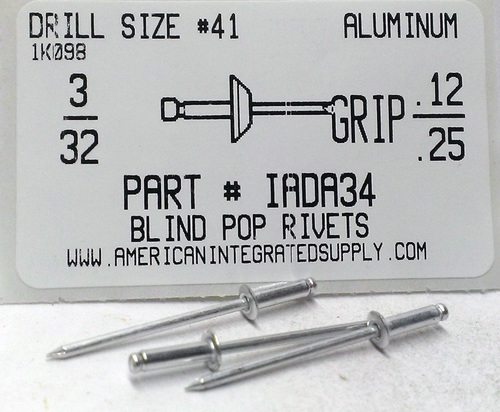 DRILL SIZE #41 ALUMINUM
1K098
3/32 GRIP .12/.25
PART # IADA34
BLIND POP RIVETS
WWW.AMERICANINTEGRATEDSUPPLY.COM